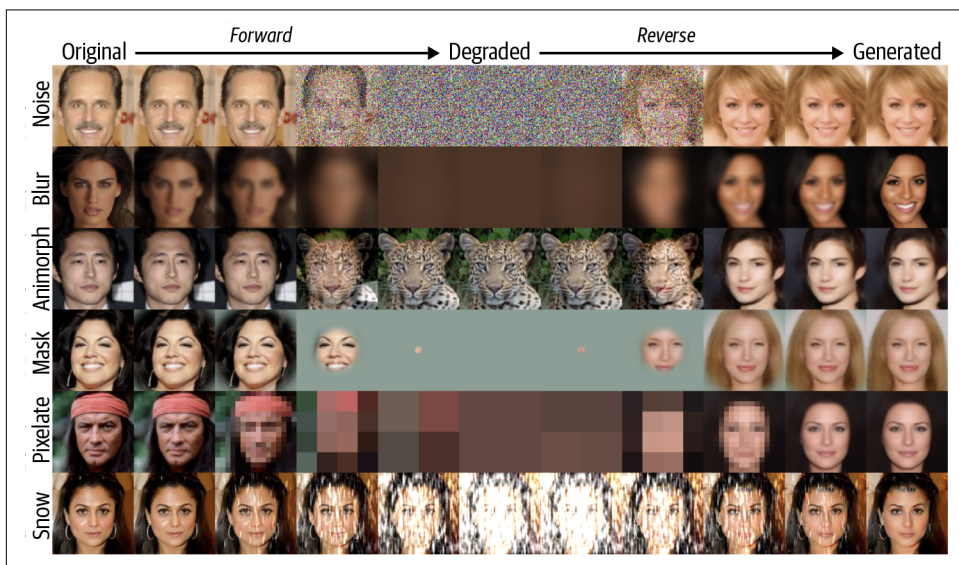 Original Forward Degraded Reverse Generated
Noise
Blur
Animorph
Mask
Pixelate
Snow